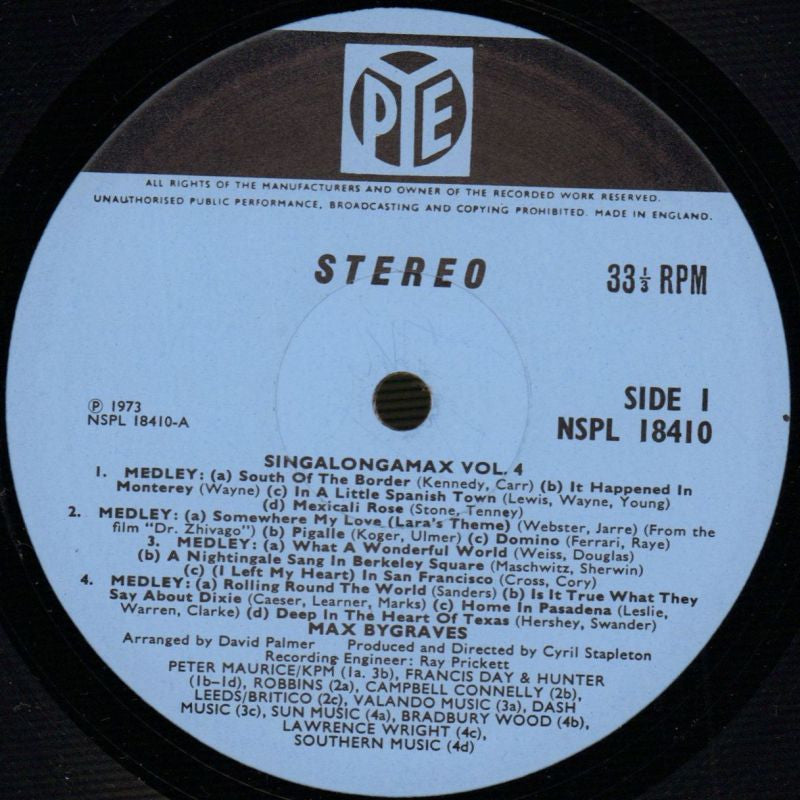 PYE
ALL RIGHTS OF THE MANUFACTURERS AND OWNER OF THE RECORDED WORK RESERVED.
UNAUTHORISED PUBLIC PERFORMANCE, BROADCASTING AND COPYING PROHIBITED. MADE IN ENGLAND.
STEREO
33⅓ RPM
℗ 1973
NSPL 18410-A
SIDE 1
NSPL 18410
SINGALONGAMAX VOL. 4
1. MEDLEY: (a) South Of The Border (Kennedy, Carr) (b) It Happened In
Monterey (Wayne) (c) In A Little Spanish Town (Lewis, Wayne, Young)
(d) Mexicali Rose (Stone, Tenney)
2. MEDLEY: (a) Somewhere My Love (Lara's Theme) (Webster, Jarre) (From the
film "Dr. Zhivago") (b) Pigalle (Koger, Ulmer) (c) Domino (Ferrari, Raye)
3. MEDLEY: (a) What A Wonderful World (Weiss, Douglas)
(b) A Nightingale Sang In Berkeley Square (Maschwitz, Sherwin)
(c) (I Left My Heart) In San Francisco (Cross, Cory)
4. MEDLEY: (a) Rolling Round The World (Sanders) (b) Is It True What They
Say About Dixie (Caeser, Learner, Marks) (c) Home In Pasadena (Leslie,
Warren, Clarke) (d) Deep In The Heart Of Texas (Hershey, Swander)
MAX BYGRAVES
Arranged by David Palmer Produced and Directed by Cyril Stapleton
Recording Engineer: Ray Prickett
PETER MAURICE/KPM (1a. 3b), FRANCIS DAY & HUNTER
(1b-1d), ROBBINS (2a), CAMPBELL CONNELLY (2b),
LEEDS/BRITICO (2c), VALANDO MUSIC (3a), DASH
MUSIC (3c), SUN MUSIC (4a), BRADBURY WOOD (4b),
LAWRENCE WRIGHT (4c),
SOUTHERN MUSIC (4d)